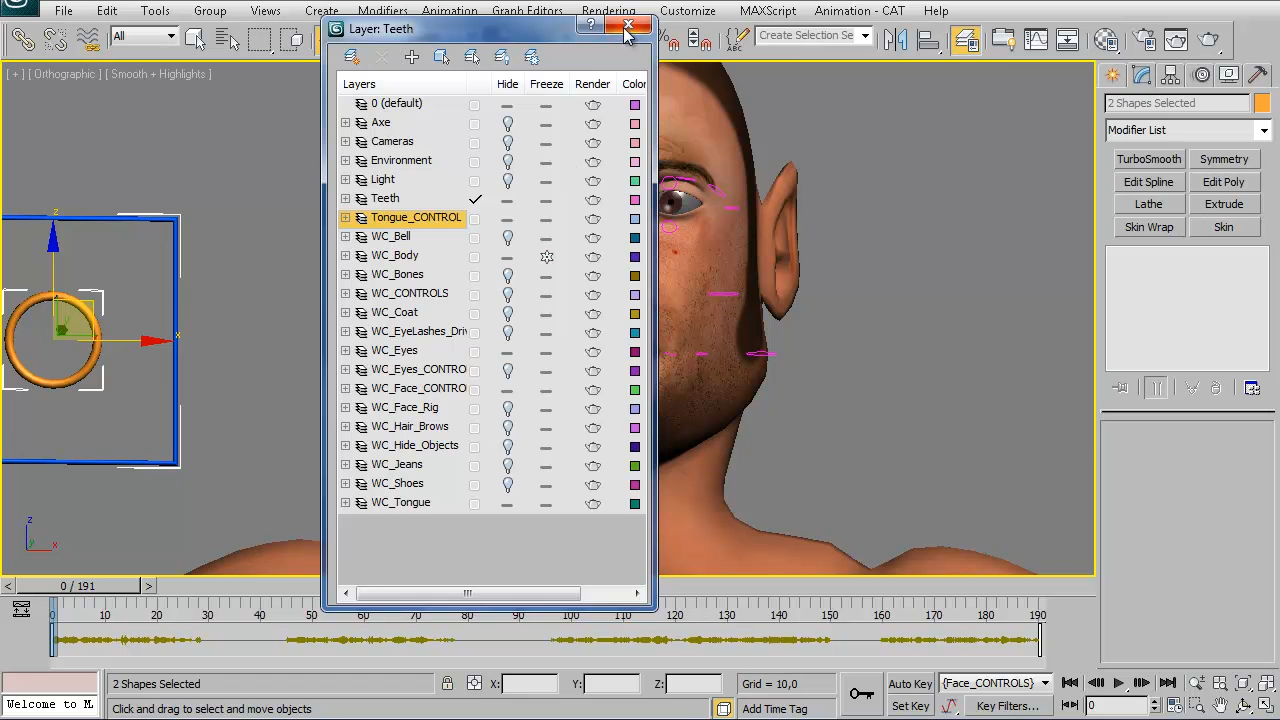 Edit Tools Group Views Create Modifiers Animation Graph Editors Rendering Customize MAXScript Animation - CAT Help
Layer: Teeth
All
Create Selection Se
[ + ] [ Orthographic ] [ Smooth + Highlights ]
Layers Hide Freeze Render Color
0 (default)
Axe
Cameras
Environment
Light
Teeth
Tongue_CONTROL
WC_Bell
WC_Body
WC_Bones
WC_CONTROLS
WC_Coat
WC_EyeLashes_Driv
WC_Eyes
WC_Eyes_CONTRO
WC_Face_CONTRO
WC_Face_Rig
WC_Hair_Brows
WC_Hide_Objects
WC_Jeans
WC_Shoes
WC_Tongue
z
x
z
x
2 Shapes Selected
Modifier List
TurboSmooth Symmetry
Edit Spline Edit Poly
Lathe Extrude
Skin Wrap Skin
< 0 / 191 >
0 10 20 30 40 50 60 70 80 90 100 110 120 130 140 150 160 170 180 190
2 Shapes Selected X: Y: Z: Grid = 10,0 Auto Key {Face_CONTROLS}
Welcome to M. Click and drag to select and move objects Add Time Tag Set Key Key Filters... 0